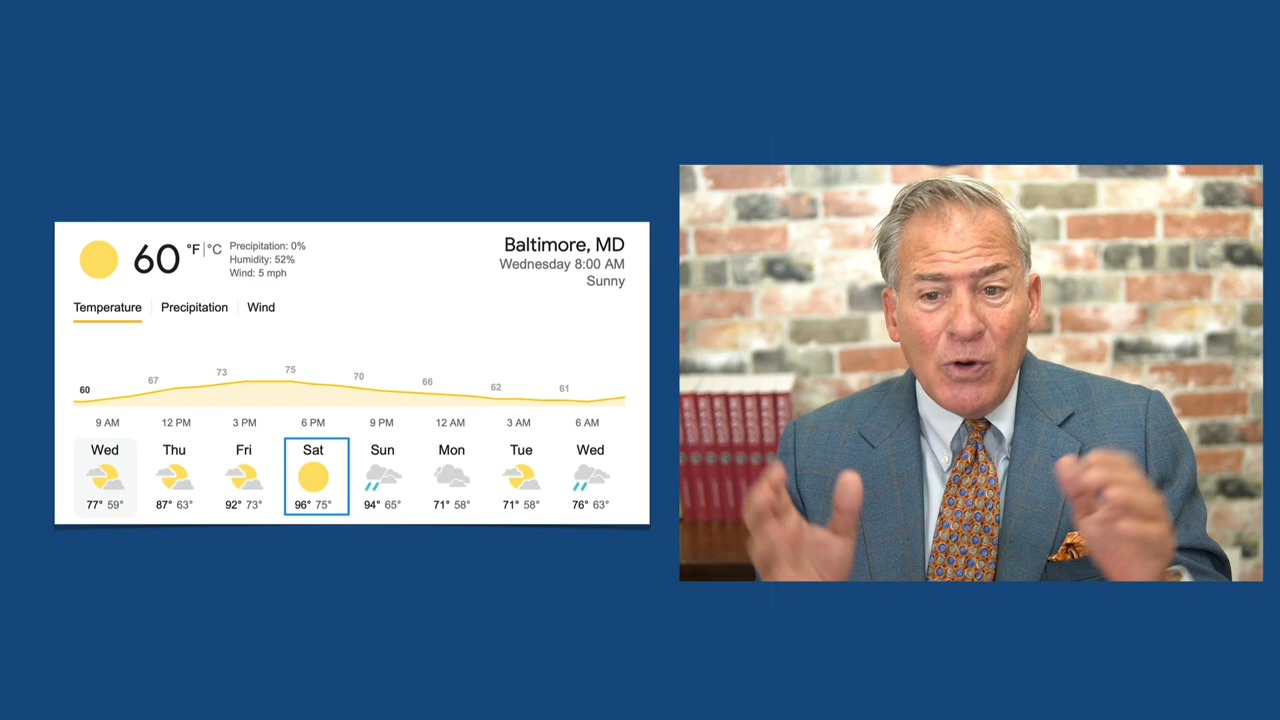 60 °F | °C
Precipitation: 0%
Humidity: 52%
Wind: 5 mph
Baltimore, MD
Wednesday 8:00 AM
Sunny
Temperature | Precipitation | Wind
60 67 73 75 70 66 62 61
9 AM 12 PM 3 PM 6 PM 9 PM 12 AM 3 AM 6 AM
Wed Thu Fri Sat Sun Mon Tue Wed
77° 59° 87° 63° 92° 73° 96° 75° 94° 65° 71° 58° 71° 58° 76° 63°